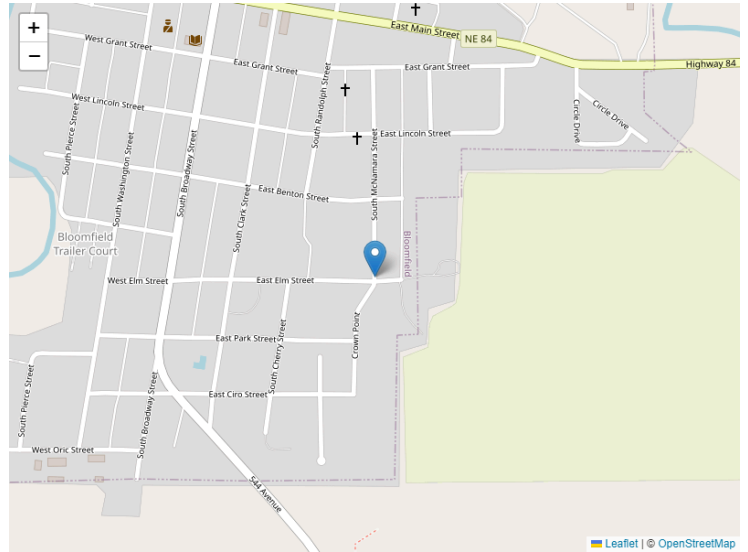 +
−
East Main Street
NE 84
Highway 84
West Grant Street
East Grant Street
East Grant Street
West Lincoln Street
East Lincoln Street
Circle Drive
Circle Drive
South Pierce Street
South Washington Street
South Broadway Street
South Randolph Street
South McNamara Street
South Clark Street
East Benton Street
Bloomfield
Trailer Court
Bloomfield
West Elm Street
East Elm Street
East Park Street
South Cherry Street
Crown Point
South Pierce Street
South Broadway Street
East Ciro Street
West Oric Street
544 Avenue
Leaflet | © OpenStreetMap